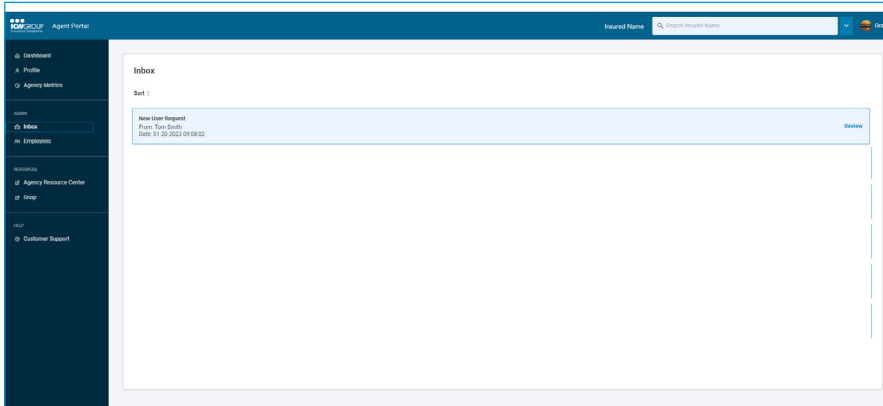 ICWGROUP
Insurance Companies
Agent Portal
Insured Name
Search Insured Name
Dashboard
Profile
Agency Metrics
ADMIN
Inbox
Employees
RESOURCES
Agency Resource Center
Snap
HELP
Customer Support
Inbox
Sort
New User Request
From: Tom Smith
Date: 01-20-2023 09:08:02
Review